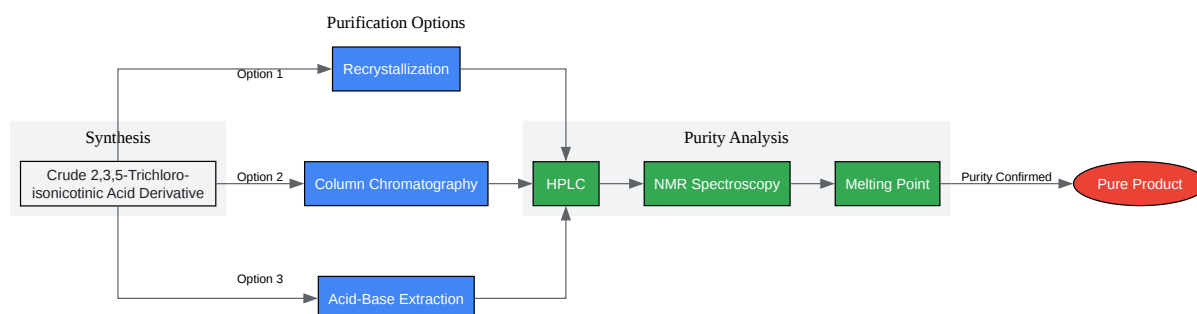 Purification Options
Option 1
Recrystallization
Synthesis
Crude 2,3,5-Trichloro-
isonicotinic Acid Derivative
Option 2
Column Chromatography
Purity Analysis
HPLC
NMR Spectroscopy
Melting Point
Purity Confirmed
Pure Product
Option 3
Acid-Base Extraction